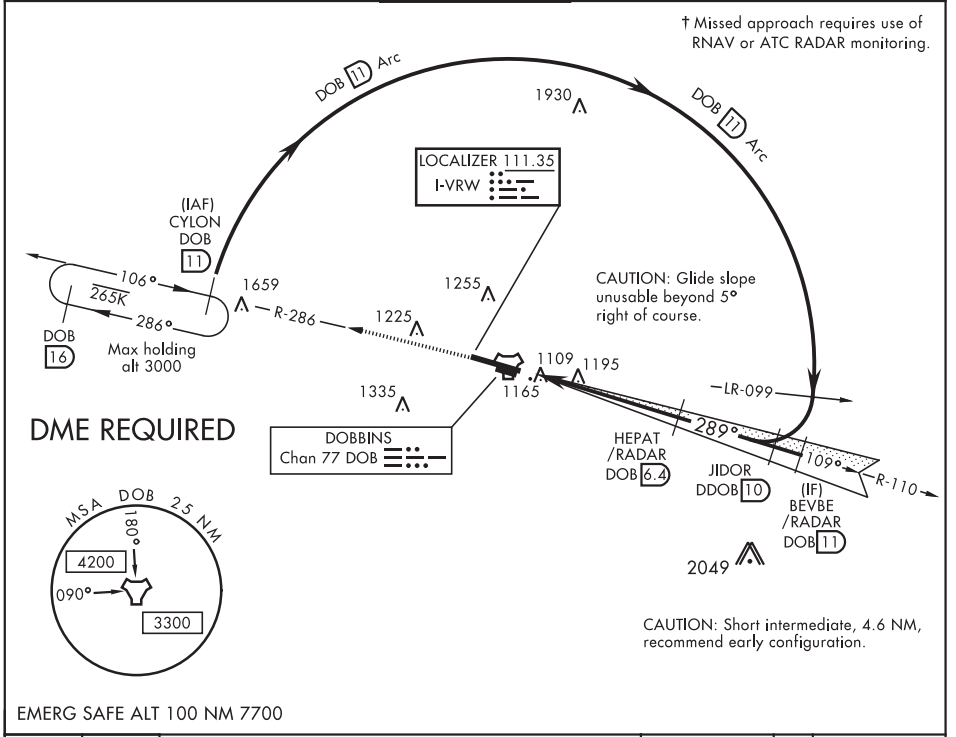 † Missed approach requires use of
RNAV or ATC RADAR monitoring.
DOB 11 Arc
DOB 11 Arc
1930
LOCALIZER 111.35
I-VRW
(IAF)
CYLON
DOB
11
106°
265K
286°
1659
R-286
1255
1225
CAUTION: Glide slope
unusable beyond 5°
right of course.
DOB
16
Max holding
alt 3000
1109
1195
1165
1335
LR-099
DME REQUIRED
DOBBINS
Chan 77 DOB
289°
HEPAT
/RADAR
DOB 6.4
JIDOR
DDOB 10
109°
R-110
(IF)
BEVBE
/RADAR
DOB 11
MSA DOB 25 NM
180°
4200
090°
3300
2049
CAUTION: Short intermediate, 4.6 NM,
recommend early configuration.
EMERG SAFE ALT 100 NM 7700